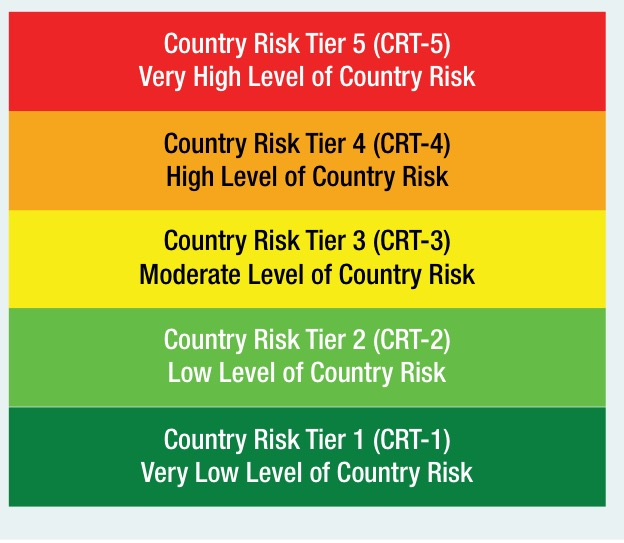 Country Risk Tier 5 (CRT-5)
Very High Level of Country Risk
Country Risk Tier 4 (CRT-4)
High Level of Country Risk
Country Risk Tier 3 (CRT-3)
Moderate Level of Country Risk
Country Risk Tier 2 (CRT-2)
Low Level of Country Risk
Country Risk Tier 1 (CRT-1)
Very Low Level of Country Risk